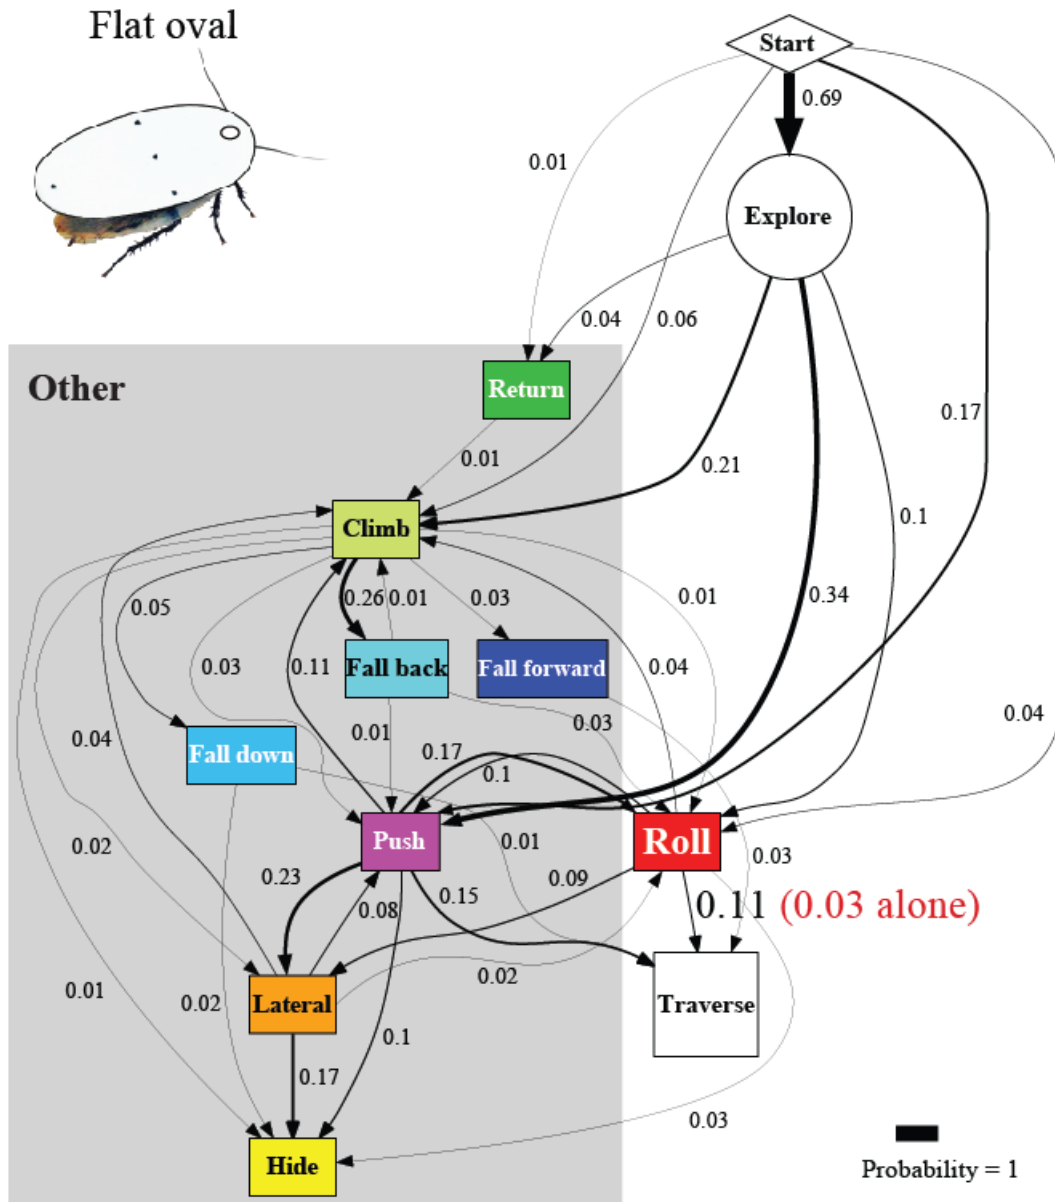 Flat oval
Start
0.69
0.01
Explore
0.04
0.06
Other
Return
0.17
0.01
0.21
Climb
0.1
0.05
0.26
0.01
0.03
0.01
0.34
0.03
0.11
Fall back
Fall forward
0.04
0.04
0.01
0.03
Fall down
0.04
0.17
0.1
Push
0.01
Roll
0.02
0.03
0.23
0.08
0.15
0.09
0.11 (0.03 alone)
0.01
Lateral
0.02
0.02
Traverse
0.1
0.17
0.03
Hide
Probability = 1